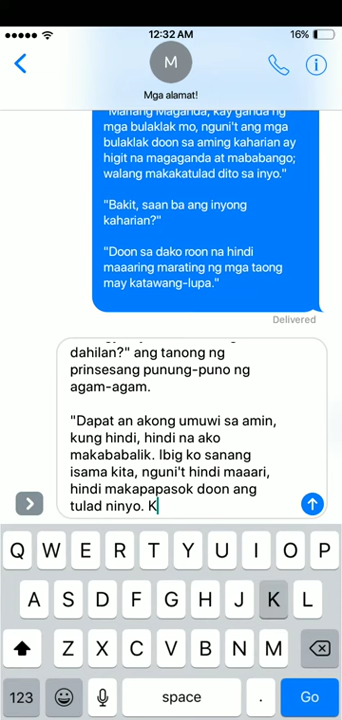 12:32 AM
16%
M
Mga alamat!
"Manang Maganda, kay ganda ng
mga bulaklak mo, nguni't ang mga
bulaklak doon sa aming kaharian ay
higit na magaganda at mababango;
walang makakatulad dito sa inyo."
"Bakit, saan ba ang inyong
kaharian?"
"Doon sa dako roon na hindi
maaaring marating ng mga taong
may katawang-lupa."
Delivered
dahilan?" ang tanong ng
prinsesang punung-puno ng
agam-agam.
"Dapat an akong umuwi sa amin,
kung hindi, hindi na ako
makababalik. Ibig ko sanang
isama kita, nguni't hindi maaari,
hindi makapapasok doon ang
tulad ninyo. K
Q W E R T Y U I O P
A S D F G H J K L
Z X C V B N M
123 space . Go